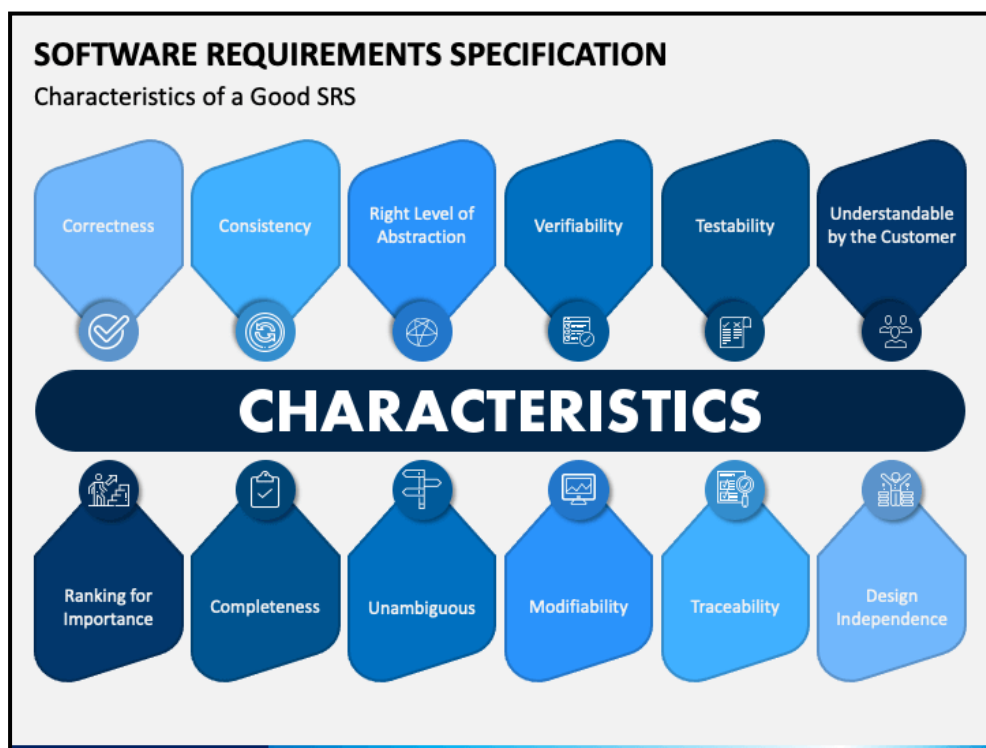 SOFTWARE REQUIREMENTS SPECIFICATION
Characteristics of a Good SRS
Correctness
Consistency
Right Level of
Abstraction
Verifiability
Testability
Understandable
by the Customer
CHARACTERISTICS
Ranking for
Importance
Completeness
Unambiguous
Modifiability
Traceability
Design
Independence